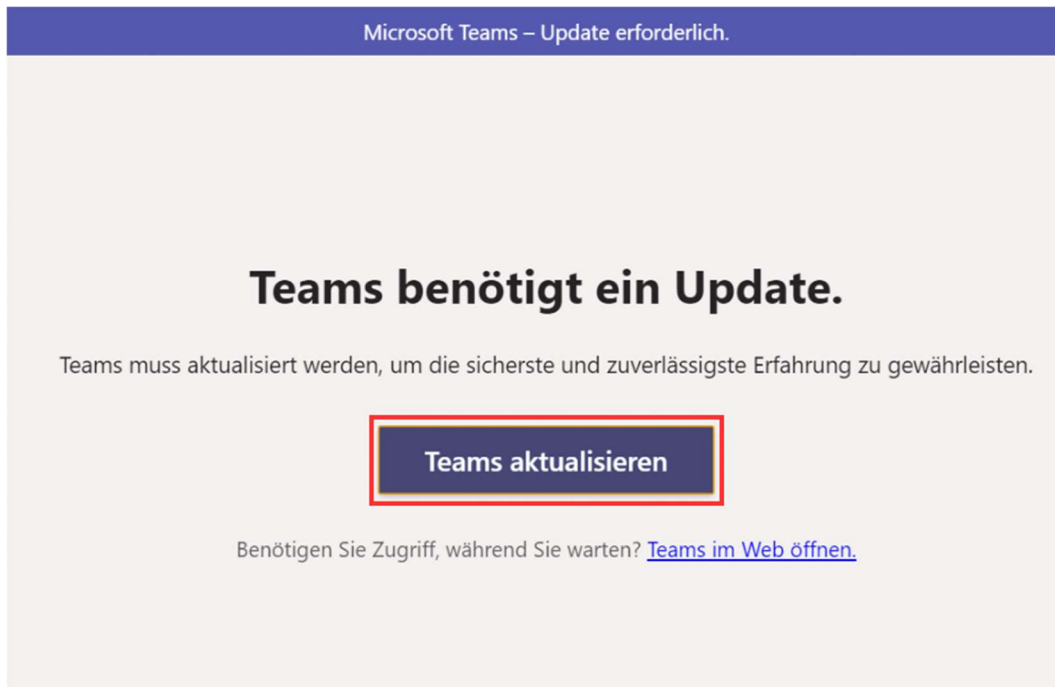 Microsoft Teams – Update erforderlich.
Teams benötigt ein Update.
Teams muss aktualisiert werden, um die sicherste und zuverlässigste Erfahrung zu gewährleisten.
Teams aktualisieren
Benötigen Sie Zugriff, während Sie warten? Teams im Web öffnen.